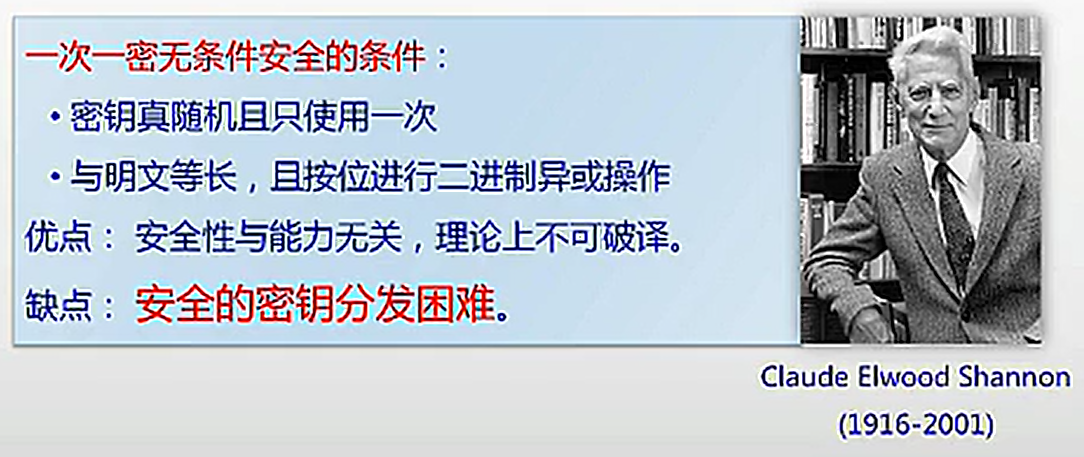 一次一密无条件安全的条件：
• 密钥真随机且只使用一次
• 与明文等长，且按位进行二进制异或操作
优点： 安全性与能力无关，理论上不可破译。
缺点： 安全的密钥分发困难。
Claude Elwood Shannon
(1916-2001)